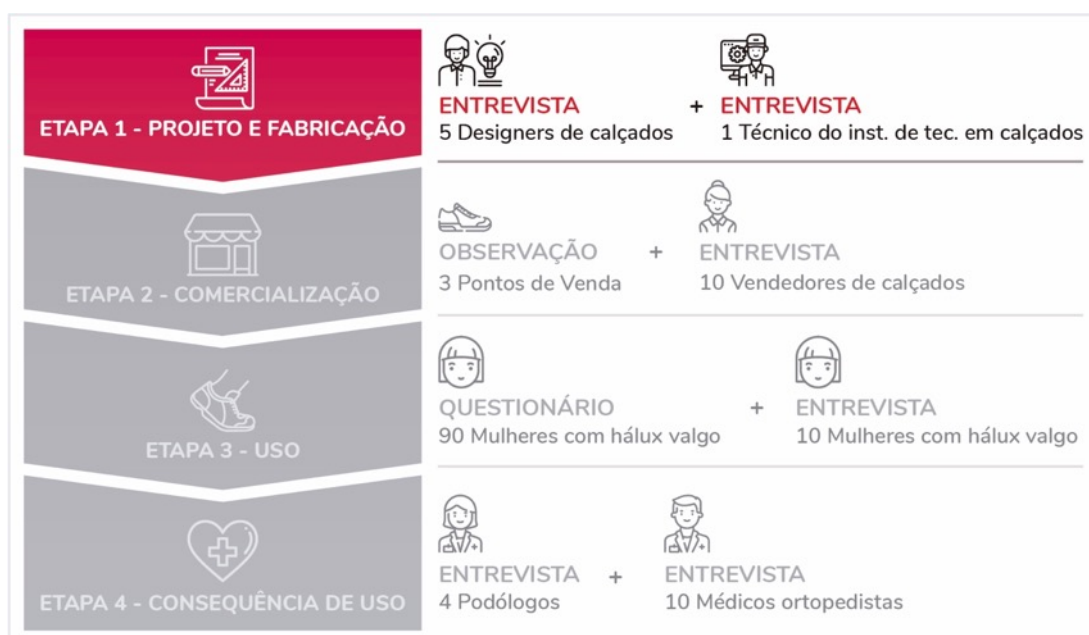 ETAPA 1 - PROJETO E FABRICAÇÃO
ENTREVISTA + ENTREVISTA
5 Designers de calçados 1 Técnico do inst. de tec. em calçados
ETAPA 2 - COMERCIALIZAÇÃO
OBSERVAÇÃO + ENTREVISTA
3 Pontos de Venda 10 Vendedores de calçados
ETAPA 3 - USO
QUESTIONÁRIO + ENTREVISTA
90 Mulheres com hálux valgo 10 Mulheres com hálux valgo
ETAPA 4 - CONSEQUÊNCIA DE USO
ENTREVISTA + ENTREVISTA
4 Podólogos 10 Médicos ortopedistas